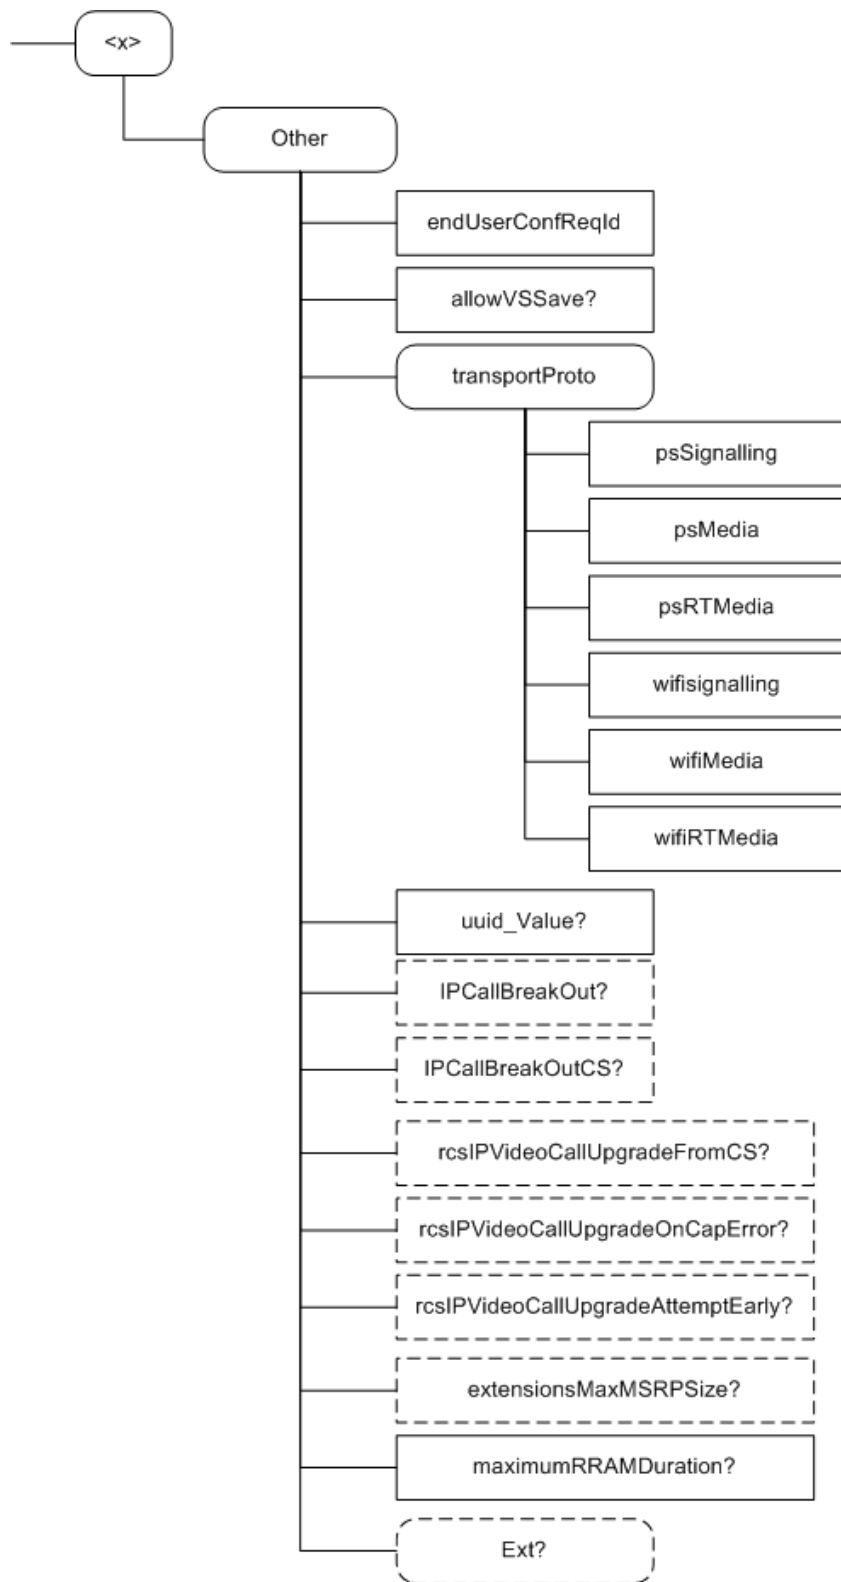 <x>
Other
endUserConfReqId
allowVSSave?
transportProto
psSignalling
psMedia
psRTMedia
wifisignalling
wifiMedia
wifiRTMedia
uuid_Value?
IPCallBreakOut?
IPCallBreakOutCS?
rcsIPVideoCallUpgradeFromCS?
rcsIPVideoCallUpgradeOnCapError?
rcsIPVideoCallUpgradeAttemptEarly?
extensionsMaxMSRPSize?
maximumRRAMDuration?
Ext?